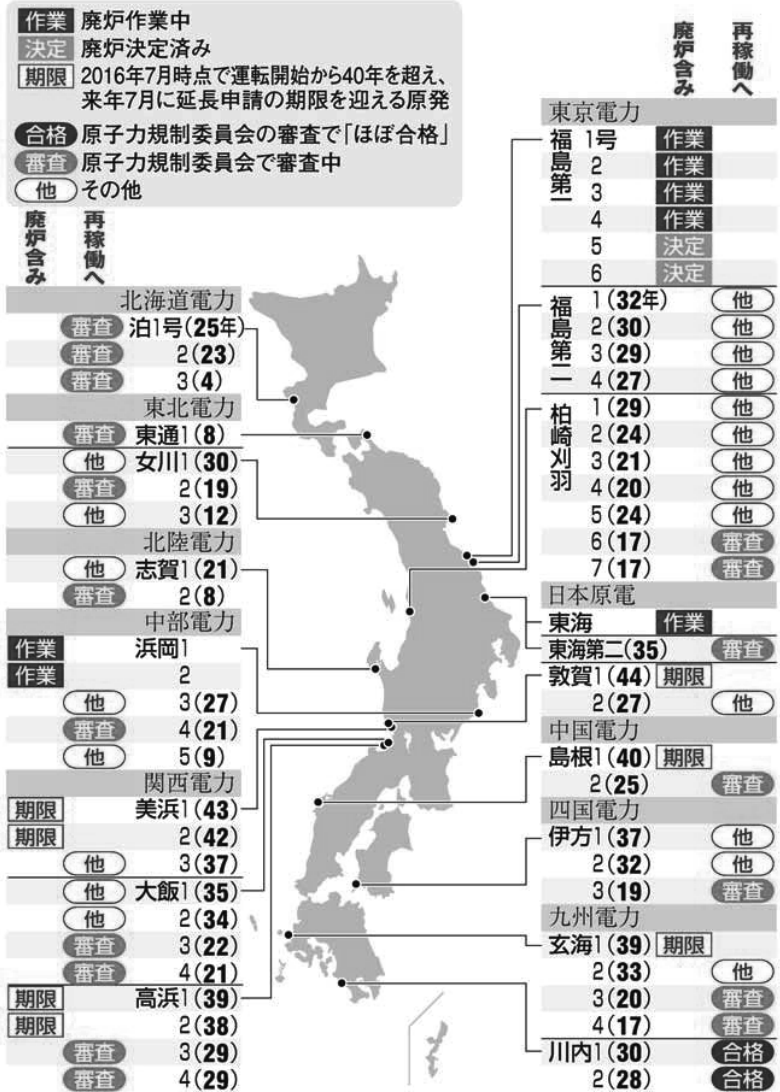 作業 廃炉作業中
決定 廃炉決定済み
期限 2016年7月時点で運転開始から40年を超え、
来年7月に延長申請の期限を迎える原発
合格 原子力規制委員会の審査で「ほぼ合格」
審査 原子力規制委員会で審査中
他 その他
廃炉含み 再稼働へ
北海道電力
審査 泊1号(25年)
審査 2(23)
審査 3(4)
東北電力
審査 東通1(8)
他 女川1(30)
審査 2(19)
他 3(12)
北陸電力
他 志賀1(21)
審査 2(8)
中部電力
作業 浜岡1
作業 2
他 3(27)
審査 4(21)
他 5(9)
関西電力
期限 美浜1(43)
期限 2(42)
他 3(37)
他 大飯1(35)
他 2(34)
審査 3(22)
審査 4(21)
期限 高浜1(39)
期限 2(38)
審査 3(29)
審査 4(29)
廃炉含み 再稼働へ
東京電力
福島第一 1号 作業
2 作業
3 作業
4 作業
5 決定
6 決定
福島第二 1(32年) 他
2(30) 他
3(29) 他
4(27) 他
柏崎刈羽 1(29) 他
2(24) 他
3(21) 他
4(20) 他
5(24) 他
6(17) 審査
7(17) 審査
日本原電
東海 作業
東海第二(35) 審査
敦賀1(44) 期限
2(27) 他
中国電力
島根1(40) 期限
2(25) 審査
四国電力
伊方1(37) 他
2(32) 他
3(19) 審査
九州電力
玄海1(39) 期限
2(33) 他
3(20) 審査
4(17) 審査
川内1(30) 合格
2(28) 合格